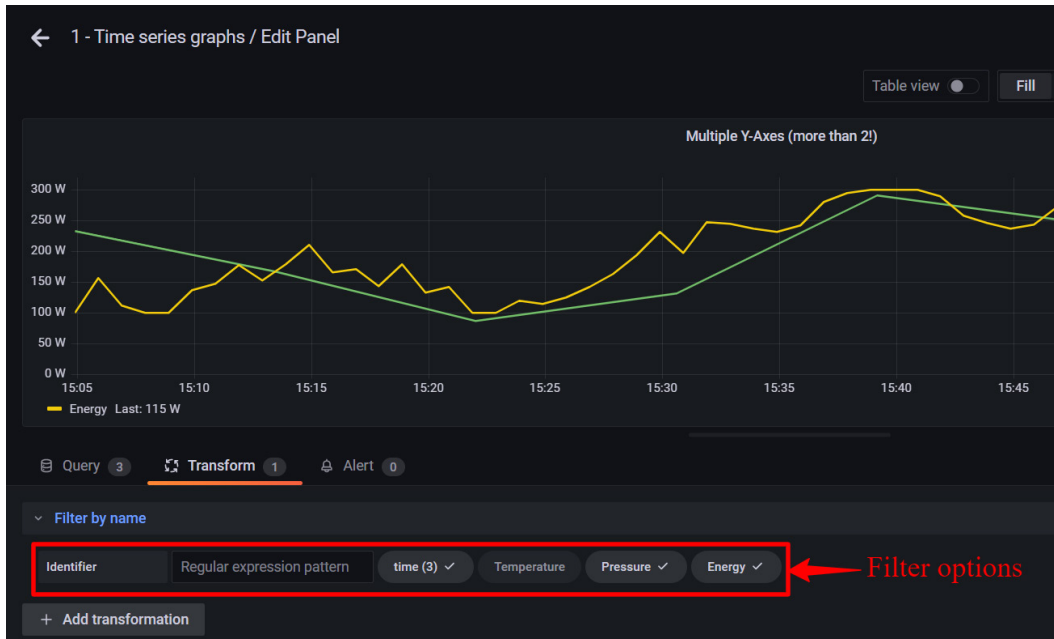 1 - Time series graphs / Edit Panel
Table view
Fill
Multiple Y-Axes (more than 2!)
300 W
250 W
200 W
150 W
100 W
50 W
0 W
15:05 15:10 15:15 15:20 15:25 15:30 15:35 15:40 15:45
Energy Last: 115 W
Query 3 Transform 1 Alert 0
Filter by name
Identifier Regular expression pattern time (3) Temperature Pressure Energy
Filter options
+ Add transformation